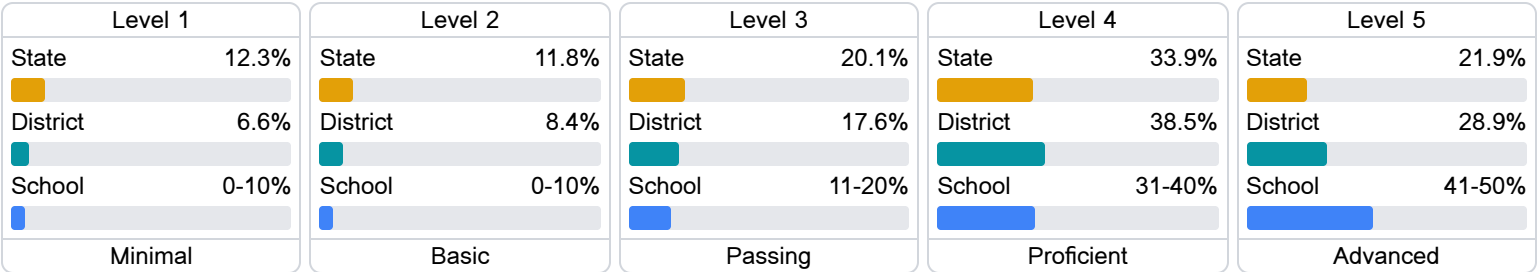 Level 1
State 12.3%
District 6.6%
School 0-10%
Minimal
Level 2
State 11.8%
District 8.4%
School 0-10%
Basic
Level 3
State 20.1%
District 17.6%
School 11-20%
Passing
Level 4
State 33.9%
District 38.5%
School 31-40%
Proficient
Level 5
State 21.9%
District 28.9%
School 41-50%
Advanced